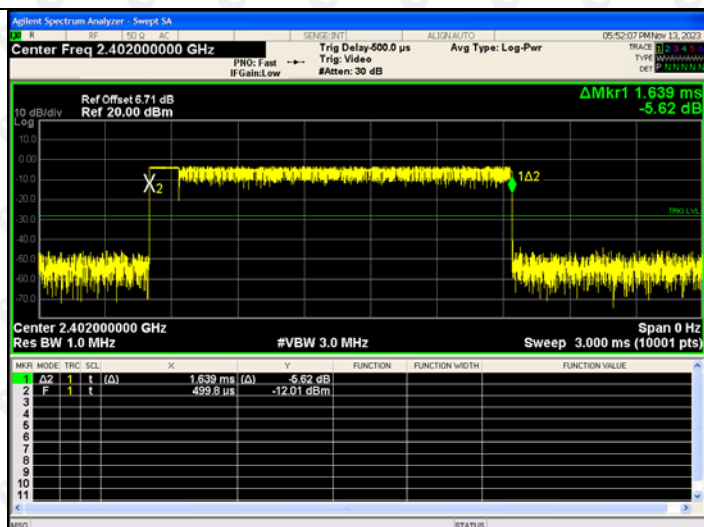 Agilent Spectrum Analyzer - Swept SA
R RF 50 Ω AC SENSE:INT ALIGN AUTO 05:52:07 PM Nov 13, 2023
Center Freq 2.402000000 GHz
PNO: Fast
IFGain:Low
Trig Delay-500.0 µs
Trig: Video
#Atten: 30 dB
Avg Type: Log-Pwr
TRACE 1 2 3 4 5 6
TYPE
DET P N N N N N
ΔMkr1 1.639 ms
-5.62 dB
Ref Offset 6.71 dB
10 dB/div Ref 20.00 dBm
Log
10.0
0.00
-10.0
-20.0
-30.0
-40.0
-50.0
-60.0
-70.0
X2
1Δ2
TRIG LVL
Center 2.402000000 GHz Span 0 Hz
Res BW 1.0 MHz #VBW 3.0 MHz Sweep 3.000 ms (10001 pts)
MKR MODE TRC SCL X Y FUNCTION FUNCTION WIDTH FUNCTION VALUE
1 Δ2 1 t (Δ) 1.639 ms (Δ) -5.62 dB
2 F 1 t 499.8 µs -12.01 dBm
3
4
5
6
7
8
9
10
11
MSG STATUS